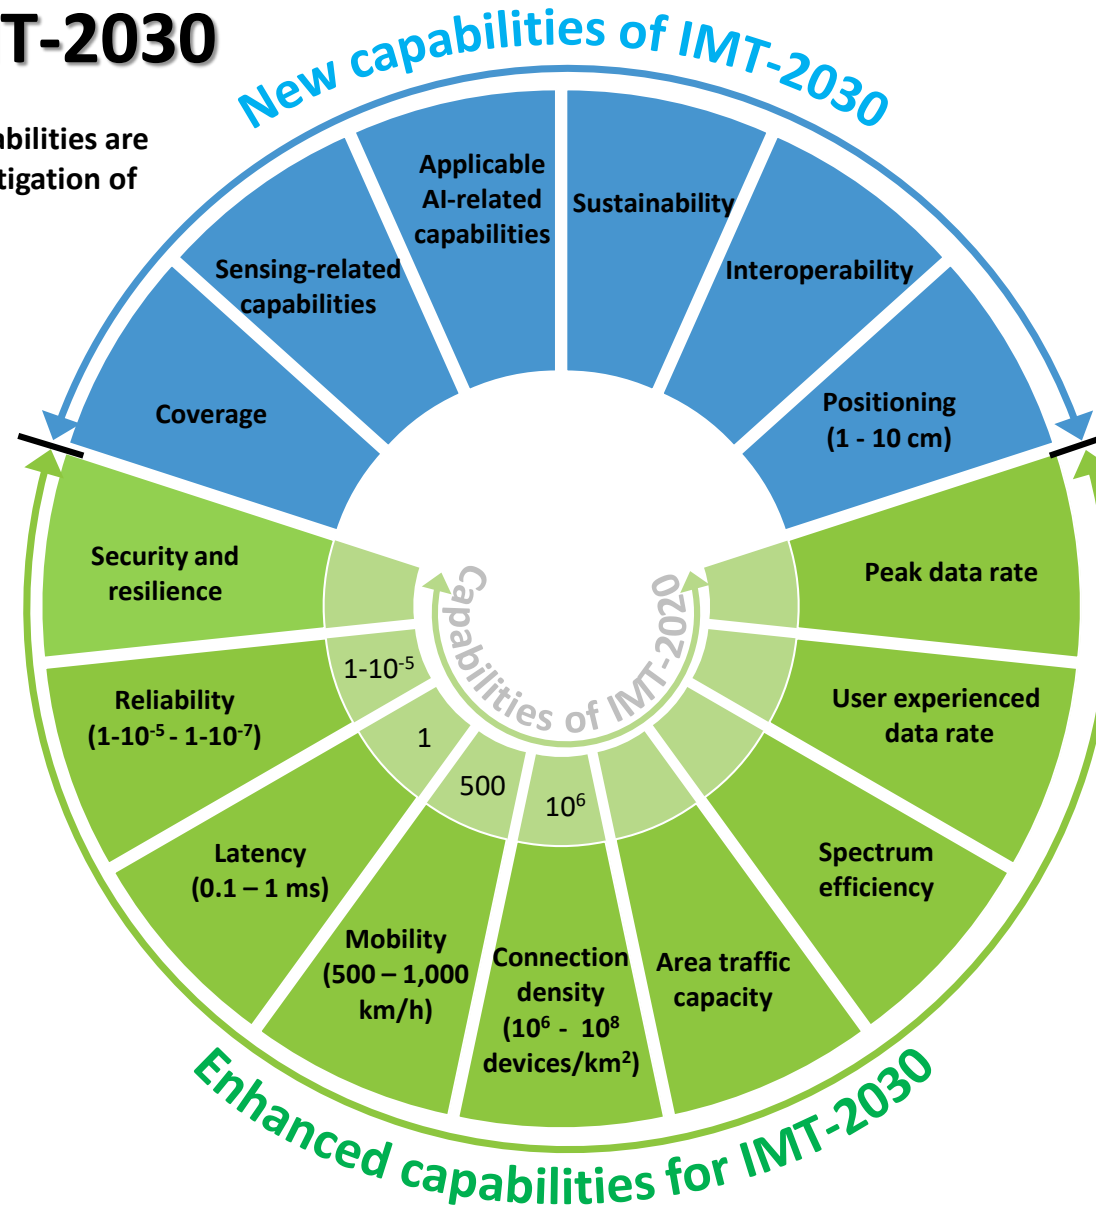 T-2030
abilities are
tigation of
New capabilities of IMT-2030
Coverage
Sensing-related
capabilities
Applicable
AI-related
capabilities
Sustainability
Interoperability
Positioning
(1 - 10 cm)
Security and
resilience
Reliability
(1-10⁻⁵ - 1-10⁻⁷)
Latency
(0.1 – 1 ms)
Mobility
(500 – 1,000
km/h)
Connection
density
(10⁶ - 10⁸
devices/km²)
Area traffic
capacity
Spectrum
efficiency
User experienced
data rate
Peak data rate
1-10⁻⁵
1
500
10⁶
Capabilities of IMT-2020
Enhanced capabilities for IMT-2030